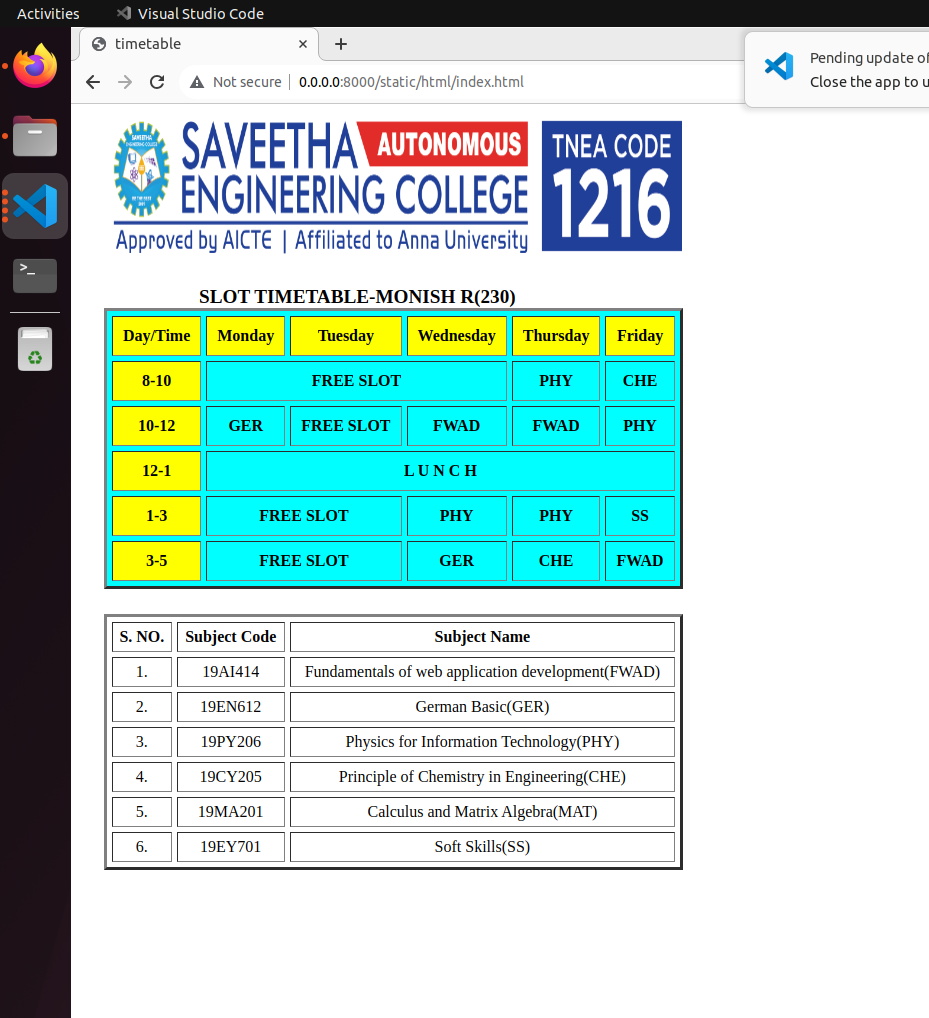 Activities Visual Studio Code
timetable
Pending update of
Close the app to u
Not secure 0.0.0.0:8000/static/html/index.html
SAVEETHA AUTONOMOUS
ENGINEERING COLLEGE
Approved by AICTE | Affiliated to Anna University
TNEA CODE
1216
SLOT TIMETABLE-MONISH R(230)
Day/Time Monday Tuesday Wednesday Thursday Friday
8-10 FREE SLOT PHY CHE
10-12 GER FREE SLOT FWAD FWAD PHY
12-1 L U N C H
1-3 FREE SLOT PHY PHY SS
3-5 FREE SLOT GER CHE FWAD
S. NO. Subject Code Subject Name
1. 19AI414 Fundamentals of web application development(FWAD)
2. 19EN612 German Basic(GER)
3. 19PY206 Physics for Information Technology(PHY)
4. 19CY205 Principle of Chemistry in Engineering(CHE)
5. 19MA201 Calculus and Matrix Algebra(MAT)
6. 19EY701 Soft Skills(SS)